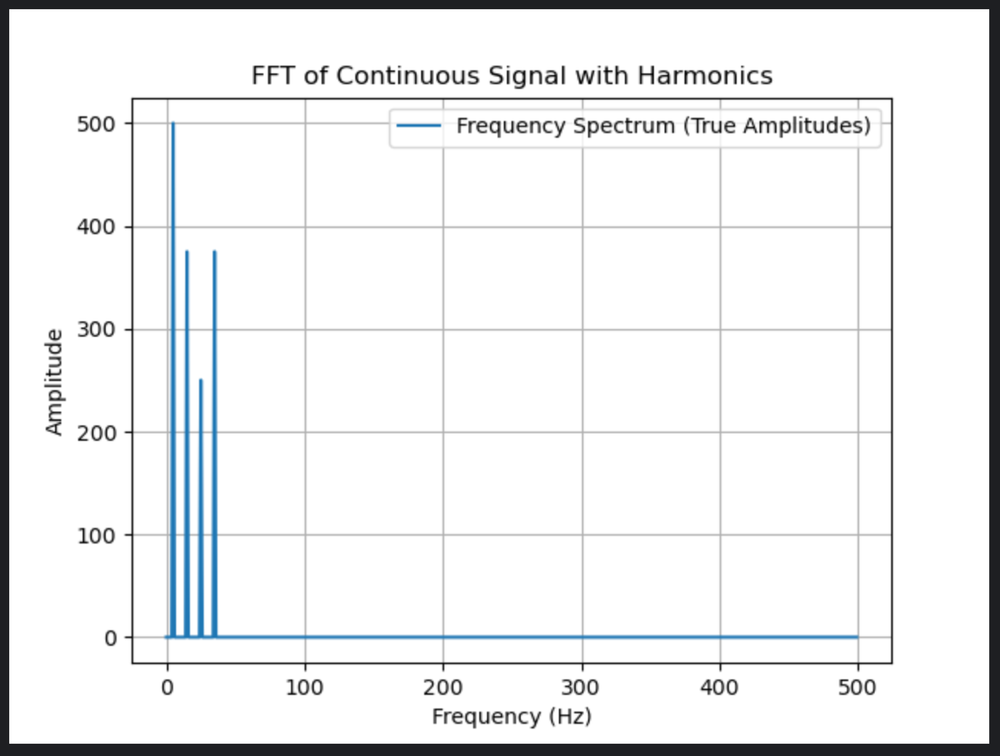 FFT of Continuous Signal with Harmonics
Frequency Spectrum (True Amplitudes)
500
400
300
200
100
0
Amplitude
0 100 200 300 400 500
Frequency (Hz)